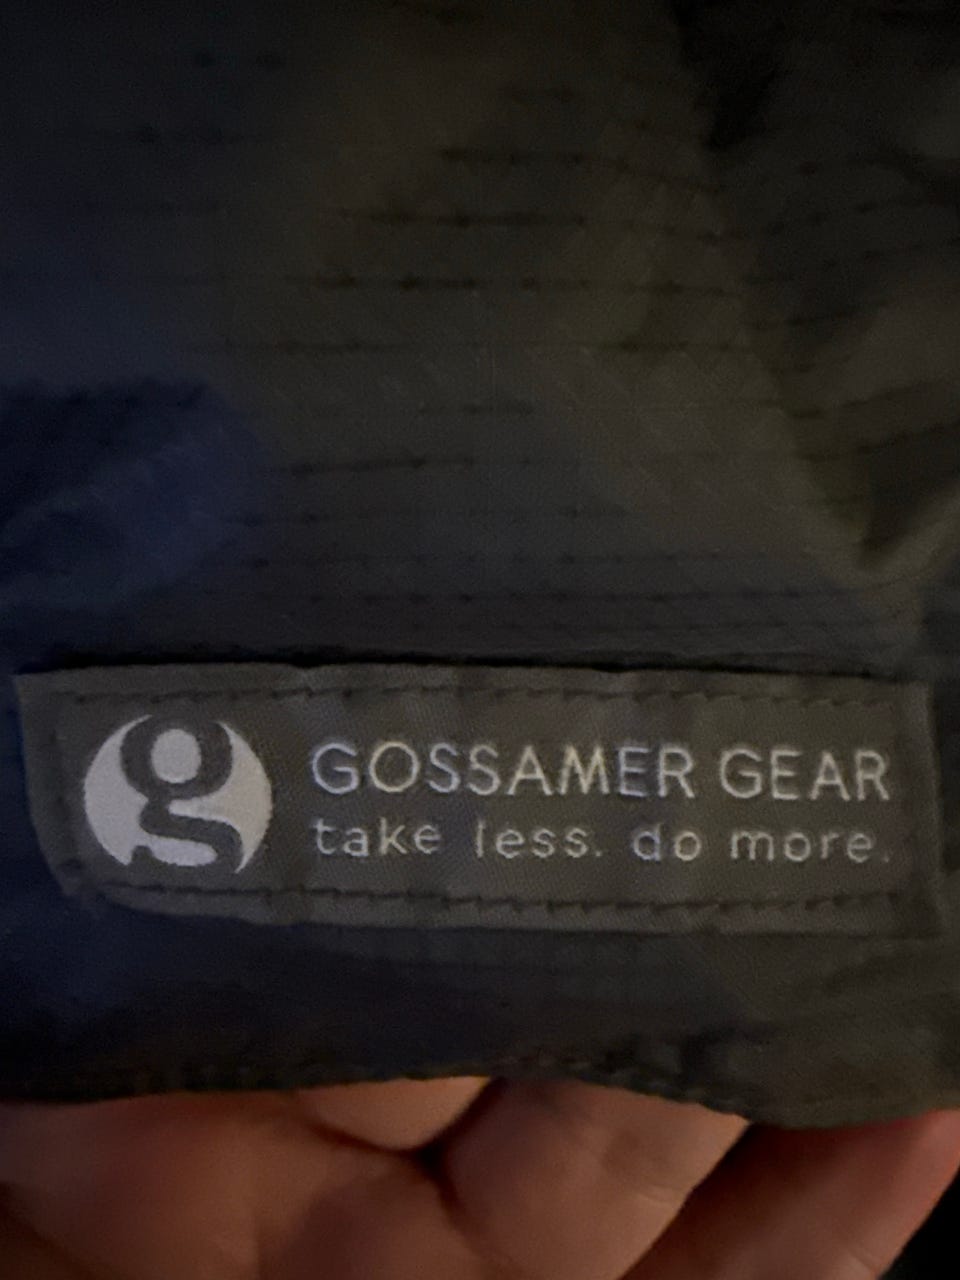 g
GOSSAMER GEAR
take less. do more.